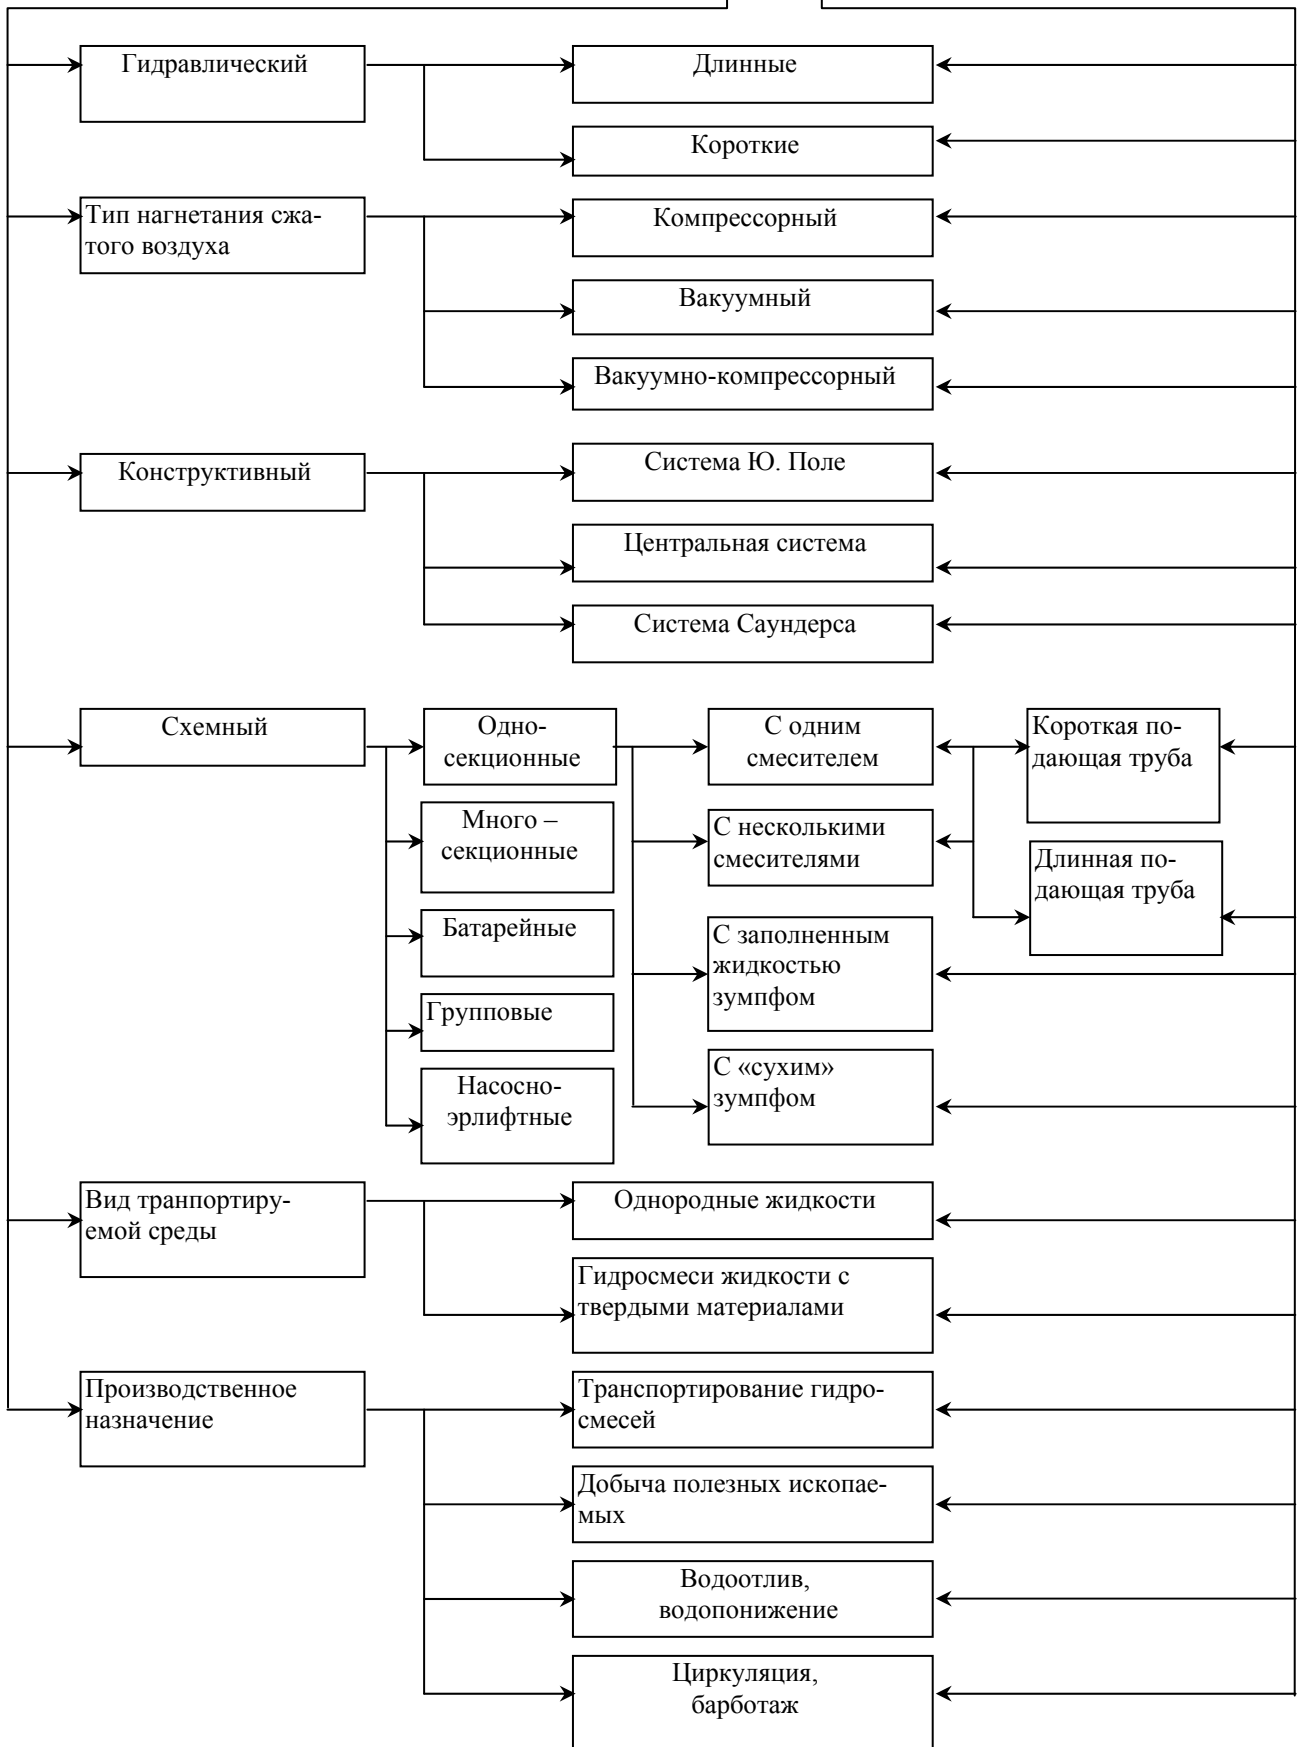 Гидравлический
Длинные
Короткие
Тип нагнетания сжа-
того воздуха
Компрессорный
Вакуумный
Вакуумно-компрессорный
Конструктивный
Система Ю. Поле
Центральная система
Система Саундерса
Схемный
Одно-
секционные
Много –
секционные
Батарейные
Групповые
Насосно-
эрлифтные
С одним
смесителем
С несколькими
смесителями
С заполненным
жидкостью
зумпфом
С «сухим»
зумпфом
Короткая по-
дающая труба
Длинная по-
дающая труба
Вид транпортиру-
емой среды
Однородные жидкости
Гидросмеси жидкости с
твердыми материалами
Производственное
назначение
Транспортирование гидро-
смесей
Добыча полезных ископае-
мых
Водоотлив,
водопонижение
Циркуляция,
барботаж